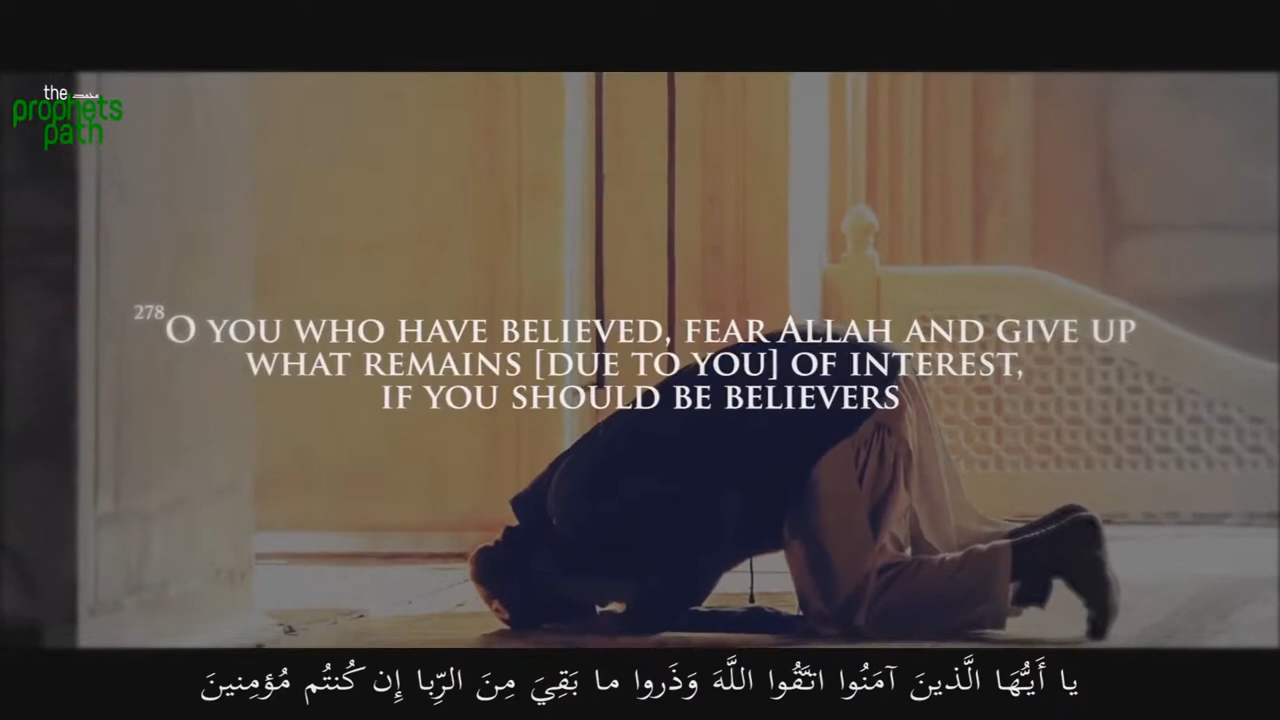 the
prophets
path
278 O YOU WHO HAVE BELIEVED, FEAR ALLAH AND GIVE UP
WHAT REMAINS [DUE TO YOU] OF INTEREST,
IF YOU SHOULD BE BELIEVERS
يا أَيُّهَا الَّذينَ آمَنُوا اتَّقُوا اللَّهَ وَذَروا ما بَقِيَ مِنَ الرِّبا إِن كُنتُم مُؤمِنينَ